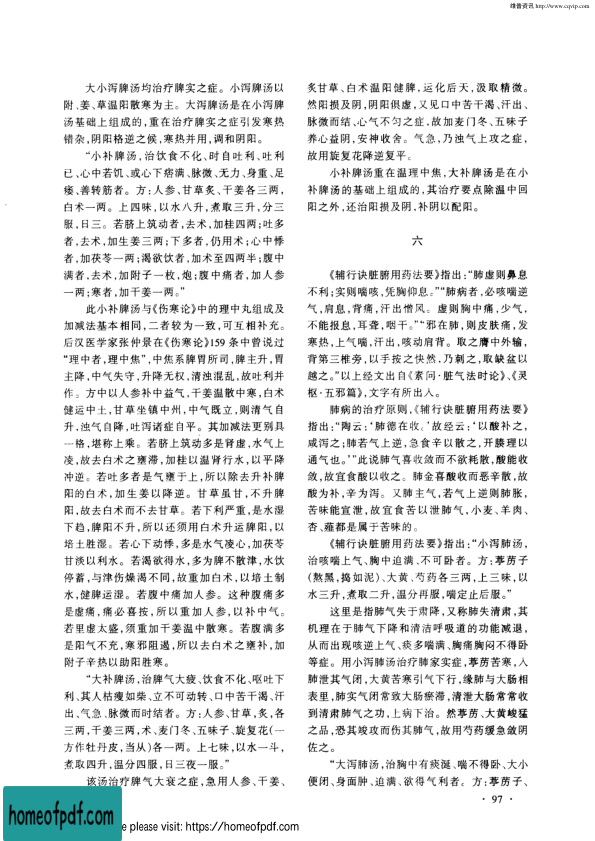 维普资讯 http://www.cqvip.com
大小泻脾汤均治疗脾实之症。小泻脾汤以
附、姜、草温阳散寒为主。大泻脾汤是在小泻脾
汤基础上组成的,重在治疗脾实之症引发寒热
错杂,阴阳格逆之候,寒热并用,调和阴阳。
“小补脾汤,治饮食不化、时自吐利、吐利
已、心中若饥、或心下痞满、脉微、无力、身重、足
痿、善转筋者。方:人参、甘草炙、干姜各三两,
白术一两。上四味,以水八升,煮取三升,分三
服,日三。若脐上筑动者,去术,加桂四两;吐多
者,去术,加生姜三两;下多者,仍用术;心中悸
者,加茯苓一两;渴欲饮者,加术至四两半;腹中
满者,去术,加附子一枚,炮;腹中痛者,加人参
一两;寒者,加干姜一两。”
此小补脾汤与《伤寒论》中的理中丸组成及
加减法基本相同,二者较为一致,可互相补充。
后汉医学家张仲景在《伤寒论》159 条中曾说过
“理中者,理中焦”,中焦系脾胃所司,脾主升,胃
主降,中气失守,升降无权,清浊混乱,故吐利并
作。方中以人参补中益气,干姜温散中寒,白术
健运中土,甘草坐镇中州,中气既立,则清气自
升、浊气自降,吐泻诸症自平。其加减法更别具
一格,堪称上乘。若脐上筑动多是肾虚,水气上
凌,故去白术之壅滞,加桂以温肾行水,以平降
冲逆。若吐多者是气壅于上,所以除去升补脾
阳的白术,加生姜以降逆。甘草虽甘,不升脾
阳,故去白术而不去甘草。若下利严重,是水湿
下趋,脾阳不升,所以还须用白术升运脾阳,以
培土胜湿。若心下动悸,多是水气凌心,加茯苓
甘淡以利水。若渴欲得水,多为脾不散津,水饮
停蓄,与津伤燥渴不同,故重加白术,以培土制
水,健脾运湿。若腹中痛加人参。这种腹痛多
是虚痛,痛必喜按,所以重加人参,以补中气。
若里虚太盛,须重加干姜温中散寒。若腹满多
是阳气不充,寒邪阻遏,所以去白术之壅补,加
附子辛热以助阳胜寒。
“大补脾汤,治脾气大疲、饮食不化、呕吐下
利、其人枯瘦如柴、立不可动转、口中苦干渴、汗
出、气急、脉微而时结者。方:人参、甘草,炙,各
三两,干姜三两,术、麦门冬、五味子、旋复花(一
方作牡丹皮,当从)各一两。上七味,以水一斗,
煮取四升,温分四服,日三夜一服。”
该汤治疗脾气大衰之症,急用人参、干姜、
炙甘草、白术温阳健脾,运化后天,汲取精微。
然阳损及阴,阴阳俱虚,又见口中苦干渴、汗出、
脉微而结、心气不匀之症,故加麦门冬、五味子
养心益阴,安神收舍。气急,乃浊气上攻之症,
故用旋复花降逆复平。
小补脾汤重在温理中焦,大补脾汤是在小
补脾汤的基础上组成的,其治疗要点除温中回
阳之外,还治阳损及阴,补阴以配阳。
六
《辅行诀脏腑用药法要》指出:“肺虚则鼻息
不利;实则喘咳,凭胸仰息。”“肺病者,必咳喘逆
气,肩息,背痛,汗出憎风。虚则胸中痛,少气,
不能报息,耳聋,咽干。”“邪在肺,则皮肤痛,发
寒热,上气喘,汗出,咳动肩背。取之膺中外输,
背第三椎旁,以手按之快然,乃刺之,取缺盆以
越之。”以上经文出自《素问·脏气法时论》、《灵
枢·五邪篇》,文字有所出入。
肺病的治疗原则,《辅行诀脏腑用药法要》
指出:“陶云:‘肺德在收。’故经云:‘以酸补之,
咸泻之;肺若气上逆,急食辛以散之,开腠理以
通气也。’”此说肺气喜收敛而不欲耗散,酸能收
敛,故宜食酸以收之。肺金喜酸收而恶辛散,故
酸为补,辛为泻。又肺主气,若气上逆则肺胀,
苦味能宣泄,故宜食苦以泄肺气,小麦、羊肉、
杏、薤都是属于苦味的。
《辅行诀脏腑用药法要》指出:“小泻肺汤,
治咳喘上气、胸中迫满、不可卧者。方:葶苈子
(熬黑,捣如泥)、大黄、芍药各三两,上三味,以
水三升,煮取二升,温分再服,喘定止后服。”
这里是指肺气失于肃降,又称肺失清肃,其
机理在于肺气下降和清洁呼吸道的功能减退,
从而出现咳逆上气、痰多喘满、胸痛胸闷不得卧
等症。用小泻肺汤治疗肺家实症,葶苈苦寒,入
肺泄其气闭,大黄苦寒引气下行,缘肺与大肠相
表里,肺实气闭常致大肠瘀滞,清泄大肠常常收
到清肃肺气之功,上病下治。然葶苈、大黄峻猛
之品,恐其竣攻而伤其肺气,故用芍药缓急敛阴
佐之。
“大泻肺汤,治胸中有痰涎、喘不得卧、大小
便闭、身面肿、迫满、欲得气利者。方:葶苈子、
· 97 ·
homeofpdf.com
e please visit: https://homeofpdf.com